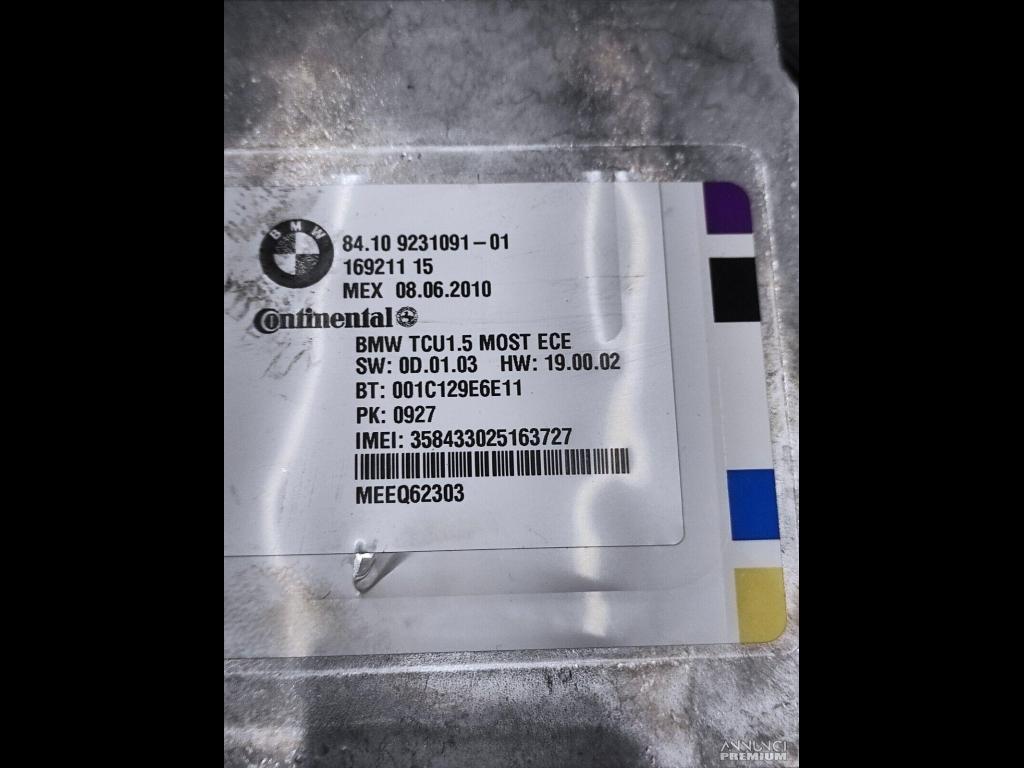 BMW
84.10 9231091-01
169211 15
MEX 08.06.2010
Continental
BMW TCU1.5 MOST ECE
SW: 0D.01.03 HW: 19.00.02
BT: 001C129E6E11
PK: 0927
IMEI: 358433025163727
MEEQ62303
ANNUNCI
PREMIUM